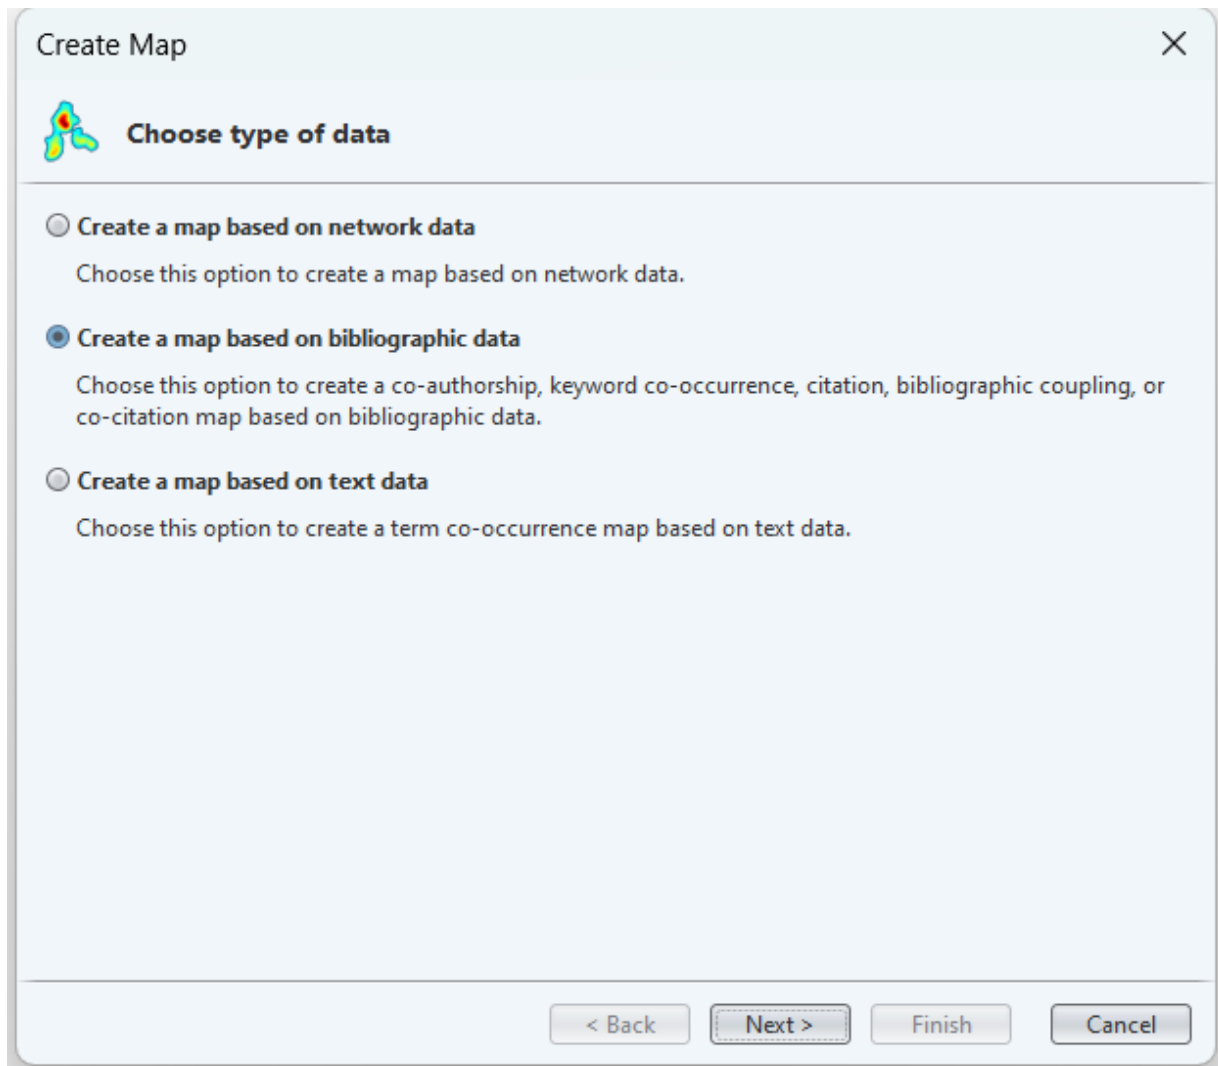 Create Map
Choose type of data
Create a map based on network data
Choose this option to create a map based on network data.
Create a map based on bibliographic data
Choose this option to create a co-authorship, keyword co-occurrence, citation, bibliographic coupling, or
co-citation map based on bibliographic data.
Create a map based on text data
Choose this option to create a term co-occurrence map based on text data.
< Back Next > Finish Cancel